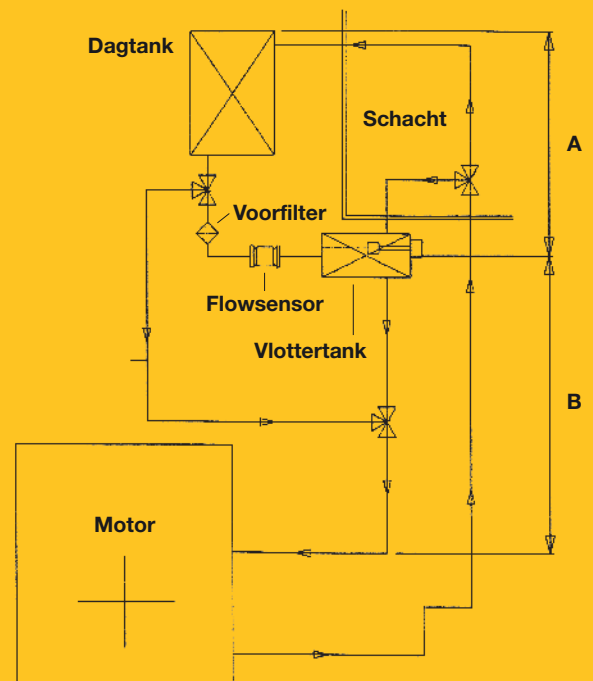 Dagtank
Schacht
A
Voorfilter
Flowsensor
Vlottertank
B
Motor